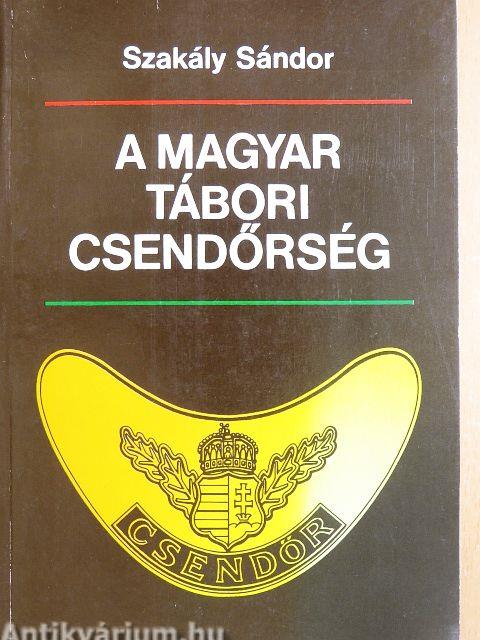 Szakály Sándor
A MAGYAR
TÁBORI
CSENDŐRSÉG
CSENDŐR
Antikvárium.hu